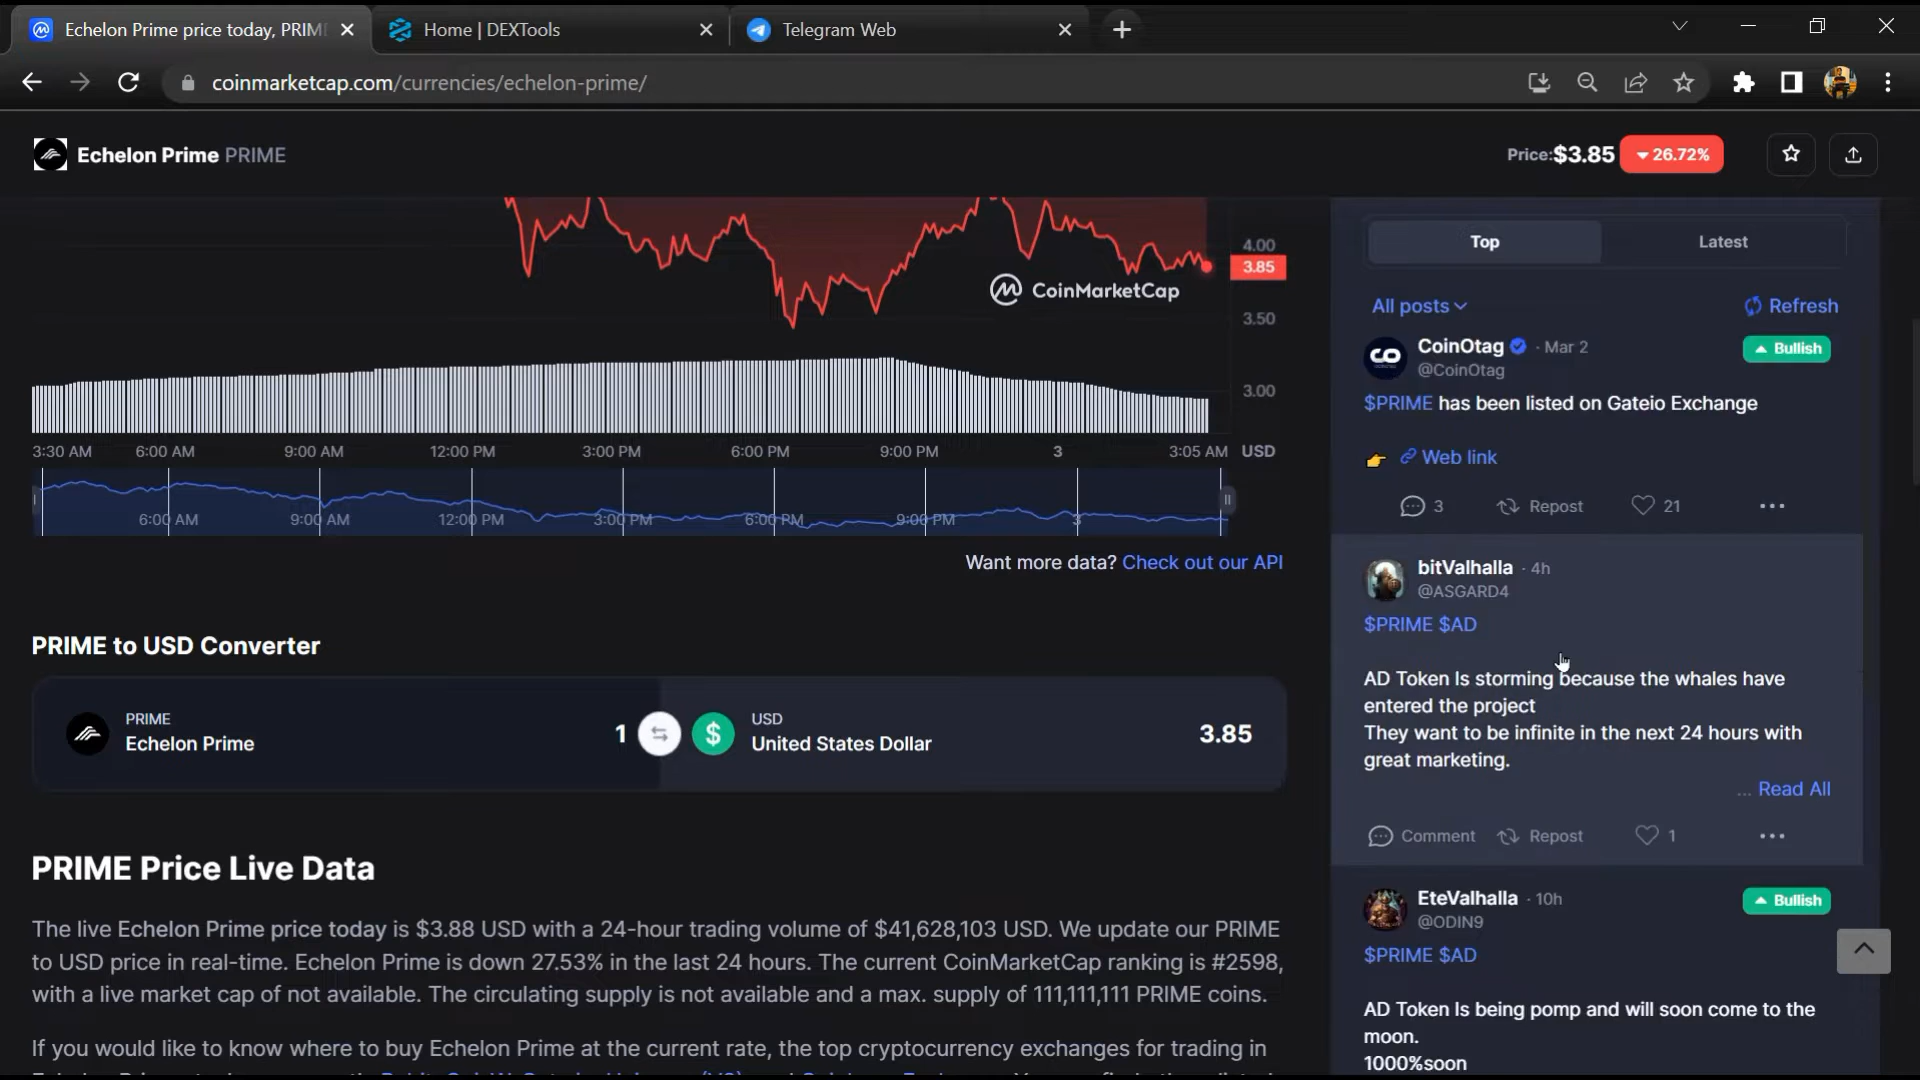 Echelon Prime price today, PRIM
Home | DEXTools
Telegram Web
coinmarketcap.com/currencies/echelon-prime/
Echelon Prime PRIME
Price:$3.85
26.72%
4.00
3.85
3.50
3.00
CoinMarketCap
3:30 AM 6:00 AM 9:00 AM 12:00 PM 3:00 PM 6:00 PM 9:00 PM 3 3:05 AM USD
6:00 AM 9:00 AM 12:00 PM 3:00 PM 6:00 PM 9:00 PM 3
Want more data? Check out our API
PRIME to USD Converter
PRIME
Echelon Prime
1
USD
United States Dollar
3.85
PRIME Price Live Data
The live Echelon Prime price today is $3.88 USD with a 24-hour trading volume of $41,628,103 USD. We update our PRIME
to USD price in real-time. Echelon Prime is down 27.53% in the last 24 hours. The current CoinMarketCap ranking is #2598,
with a live market cap of not available. The circulating supply is not available and a max. supply of 111,111,111 PRIME coins.
If you would like to know where to buy Echelon Prime at the current rate, the top cryptocurrency exchanges for trading in
Top
Latest
All posts
Refresh
CoinOtag · Mar 2
Bullish
@CoinOtag
$PRIME has been listed on Gateio Exchange
Web link
3 Repost 21
bitValhalla · 4h
@ASGARD4
$PRIME $AD
AD Token Is storming because the whales have
entered the project
They want to be infinite in the next 24 hours with
great marketing.
... Read All
Comment Repost 1
EteValhalla · 10h
Bullish
@ODIN9
$PRIME $AD
AD Token Is being pomp and will soon come to the
moon.
1000%soon